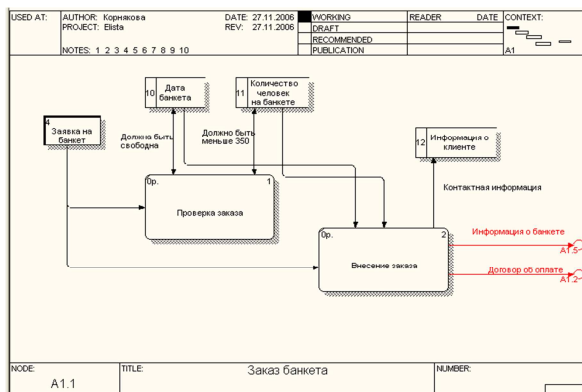 USED AT:
AUTHOR: Корнякова
DATE: 27.11.2006
WORKING
READER
DATE
CONTEXT:
PROJECT: Elista
REV: 27.11.2006
DRAFT
RECOMMENDED
NOTES: 1 2 3 4 5 6 7 8 9 10
PUBLICATION
A1
10
Дата
банкета
11
Количество
человек
на банкете
4
Заявка на
банкет
Должна быть
свободна
Должно быть
меньше 350
12
Информация о
клиенте
0р.
1
Проверка заказа
Контактная информация
0р.
2
Внесение заказа
Информация о банкете
A1.5
Договор об оплате
A1.2
NODE:
TITLE:
NUMBER:
A1.1
Заказ банкета